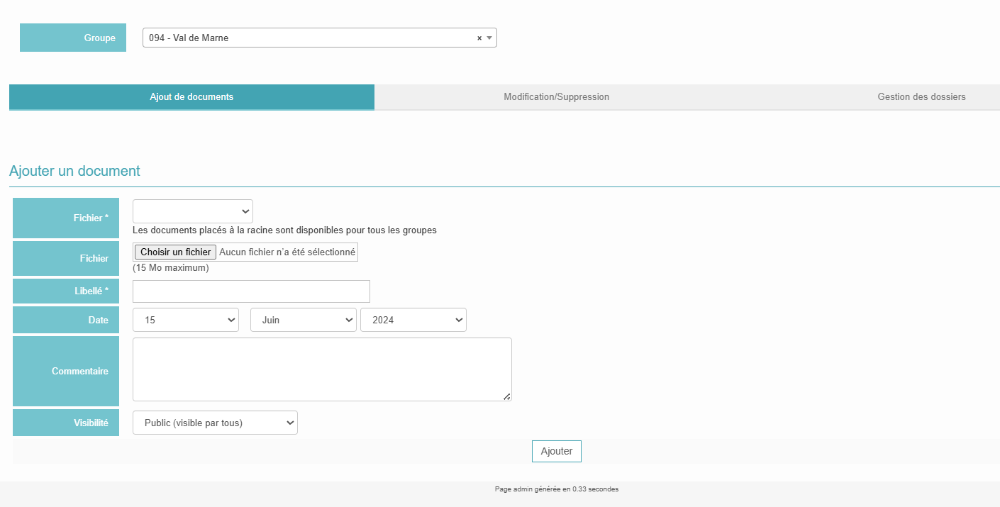 Groupe
094 - Val de Marne ×
Ajout de documents Modification/Suppression Gestion des dossiers
Ajouter un document
Fichier *
Les documents placés à la racine sont disponibles pour tous les groupes
Fichier Choisir un fichier Aucun fichier n'a été sélectionné
(15 Mo maximum)
Libellé *
Date 15 Juin 2024
Commentaire
Visibilité Public (visible par tous)
Ajouter
Page admin générée en 0.33 secondes